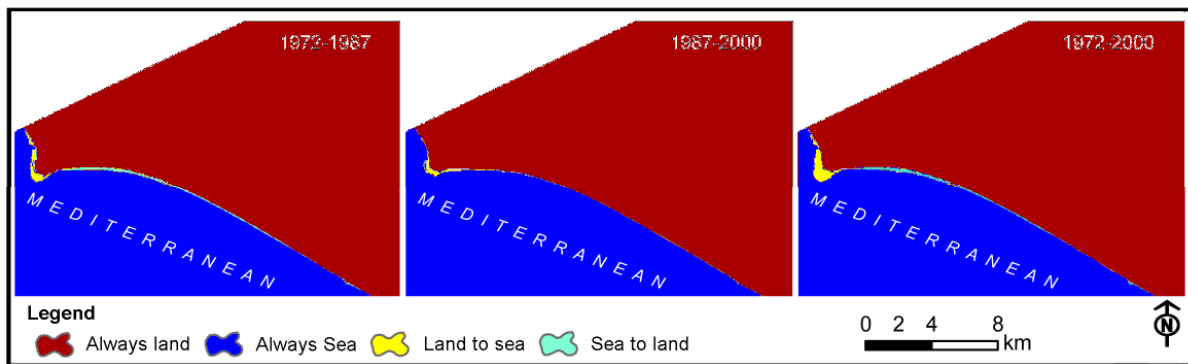 1972-1987
1987-2000
1972-2000
MEDITERRANEAN
MEDITERRANEAN
MEDITERRANEAN
Legend
Always land
Always Sea
Land to sea
Sea to land
0 2 4 8
km
N